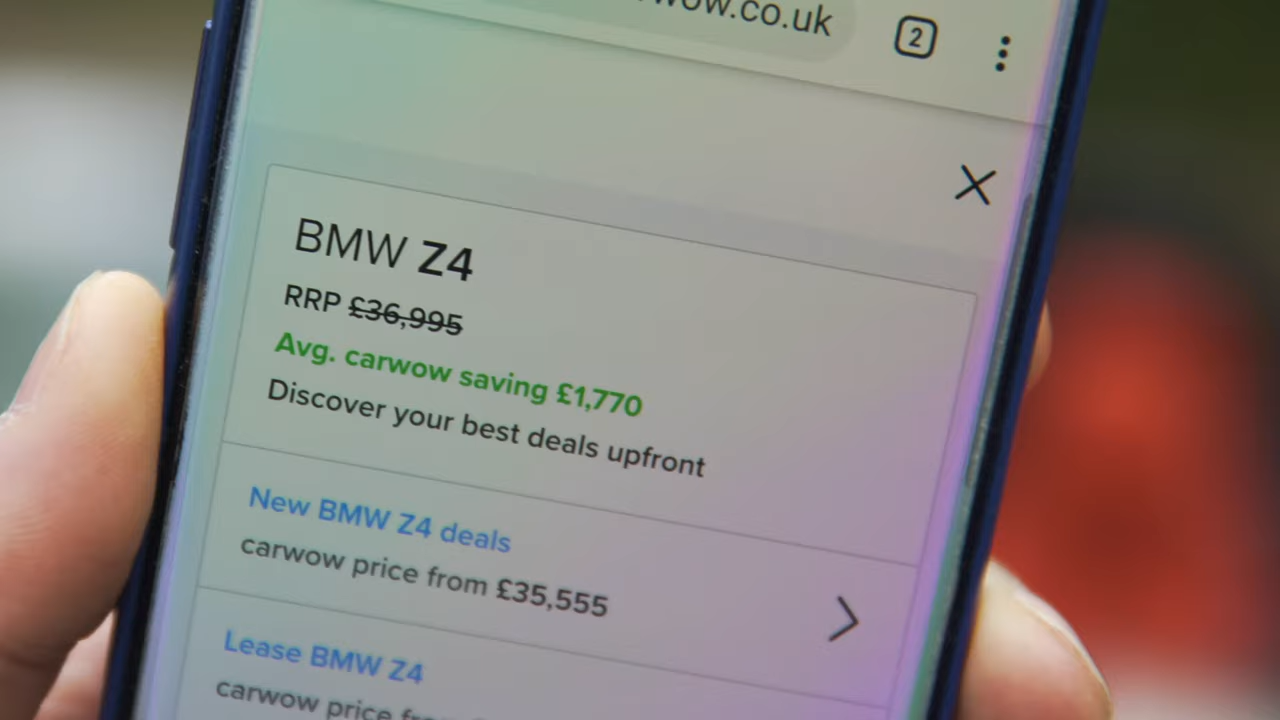 wow.co.uk
2
BMW Z4
RRP £36,995
Avg. carwow saving £1,770
Discover your best deals upfront
New BMW Z4 deals
carwow price from £35,555
Lease BMW Z4
carwow price from